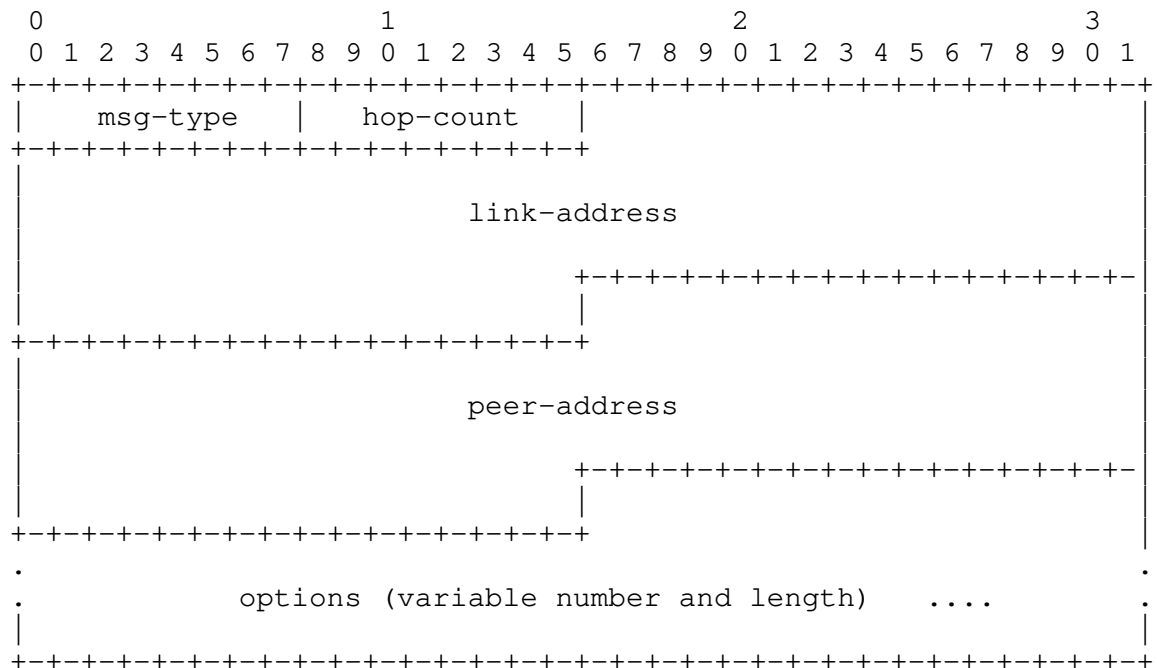 0                   1                   2                   3
0 1 2 3 4 5 6 7 8 9 0 1 2 3 4 5 6 7 8 9 0 1 2 3 4 5 6 7 8 9 0 1
+-+-+-+-+-+-+-+-+-+-+-+-+-+-+-+-+-+-+-+-+-+-+-+-+-+-+-+-+-+-+-+-+
|    msg-type   |   hop-count   |                               |
+-+-+-+-+-+-+-+-+-+-+-+-+-+-+-+-+                               |
|                                                               |
|                         link-address                          |
|                                                               |
|                               +-+-+-+-+-+-+-+-+-+-+-+-+-+-+-+-|
|                               |                               |
+-+-+-+-+-+-+-+-+-+-+-+-+-+-+-+-+                               |
|                                                               |
|                         peer-address                          |
|                                                               |
|                               +-+-+-+-+-+-+-+-+-+-+-+-+-+-+-+-|
|                               |                               |
+-+-+-+-+-+-+-+-+-+-+-+-+-+-+-+-+                               |
.                                                               .
.            options (variable number and length)   ....        .
|                                                               |
+-+-+-+-+-+-+-+-+-+-+-+-+-+-+-+-+-+-+-+-+-+-+-+-+-+-+-+-+-+-+-+-+